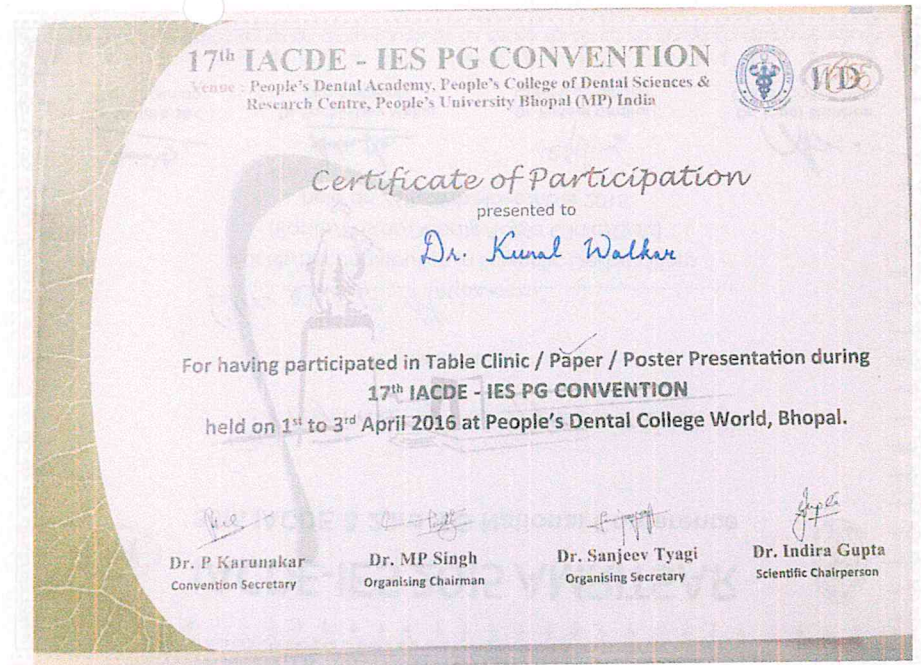 17th IACDE - IES PG CONVENTION
Venue : People's Dental Academy, People's College of Dental Sciences &
Research Centre, People's University Bhopal (MP) India
Certificate of Participation
presented to
Dr. Kunal Walkar
For having participated in Table Clinic / Paper / Poster Presentation during
17th IACDE - IES PG CONVENTION
held on 1st to 3rd April 2016 at People's Dental College World, Bhopal.
Dr. P Karunakar
Convention Secretary
Dr. MP Singh
Organising Chairman
Dr. Sanjeev Tyagi
Organising Secretary
Dr. Indira Gupta
Scientific Chairperson